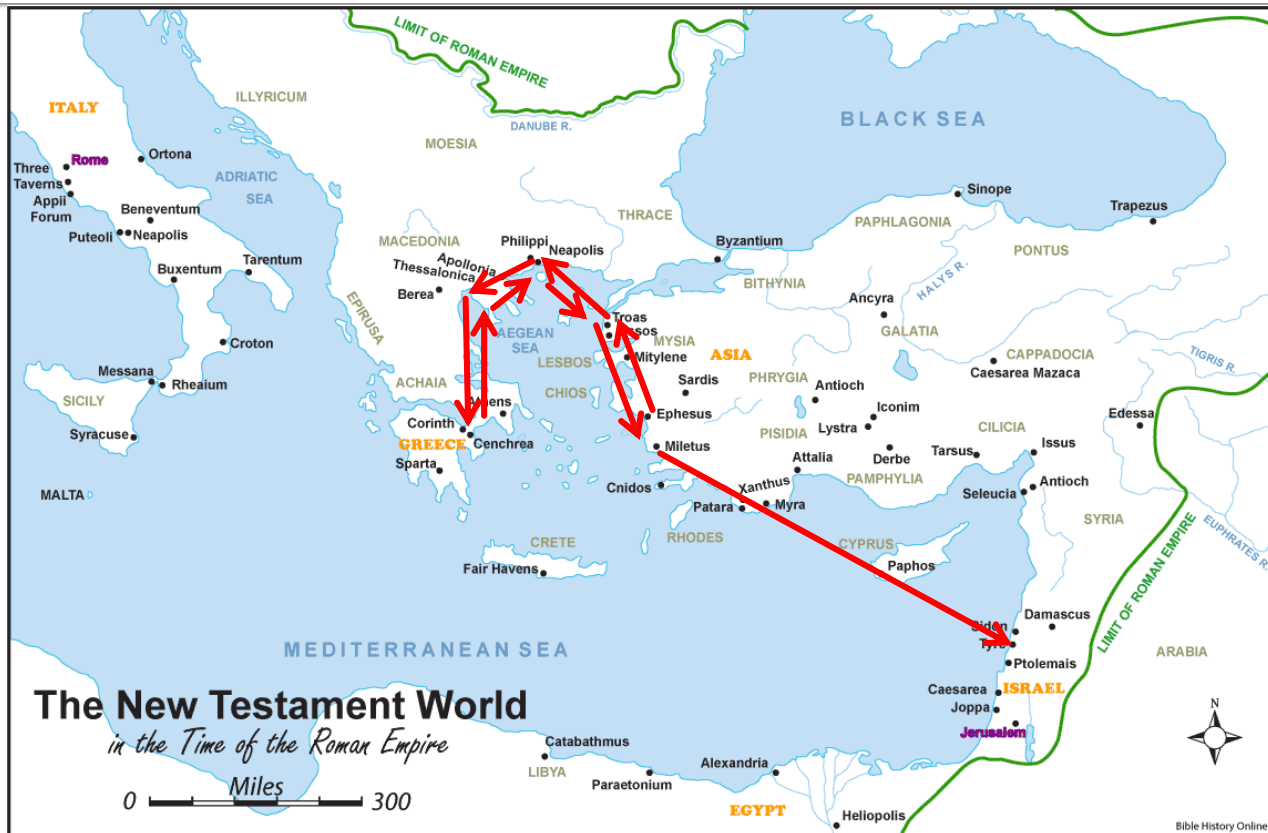 LIMIT OF ROMAN EMPIRE
ITALY
ILLYRICUM
DANUBE R.
BLACK SEA
MOESIA
Rome
Ortona
Three
Taverns
Appii
Forum
ADRIATIC
SEA
Beneventum
Puteoli
Neapolis
Buxentum
Tarentum
Croton
Messana
Rheaium
SICILY
Syracuse
MALTA
THRACE
MACEDONIA
Philippi
Neapolis
Apollonia
Thessalonica
Berea
EPIRUSA
Byzantium
BITHYNIA
PAPHLAGONIA
Sinope
Trapezus
PONTUS
HALYS R.
Ancyra
GALATIA
Troas
MYSIA
AEGEAN
SEA
LESBOS
Mitylene
ASIA
CHIOS
Sardis
PHRYGIA
Antioch
CAPPADOCIA
Caesarea Mazaca
TIGRIS R.
Edessa
ACHAIA
Athens
Corinth
GREECE
Cenchrea
Sparta
Ephesus
Miletus
Iconim
Lystra
PISIDIA
Derbe
CILICIA
Tarsus
Issus
Attalia
PAMPHYLIA
Antioch
Seleucia
SYRIA
Cnidos
Xanthus
Patara
Myra
RHODES
CRETE
Fair Havens
CYPRUS
Paphos
EUPHRATES R.
LIMIT OF ROMAN EMPIRE
Sidon
Damascus
Tyre
Ptolemais
ARABIA
MEDITERRANEAN SEA
Caesarea
ISRAEL
Joppa
Jerusalem
N
The New Testament World
in the Time of the Roman Empire
Miles
0 300
Catabathmus
LIBYA
Paraetonium
Alexandria
EGYPT
Heliopolis
Bible History Online